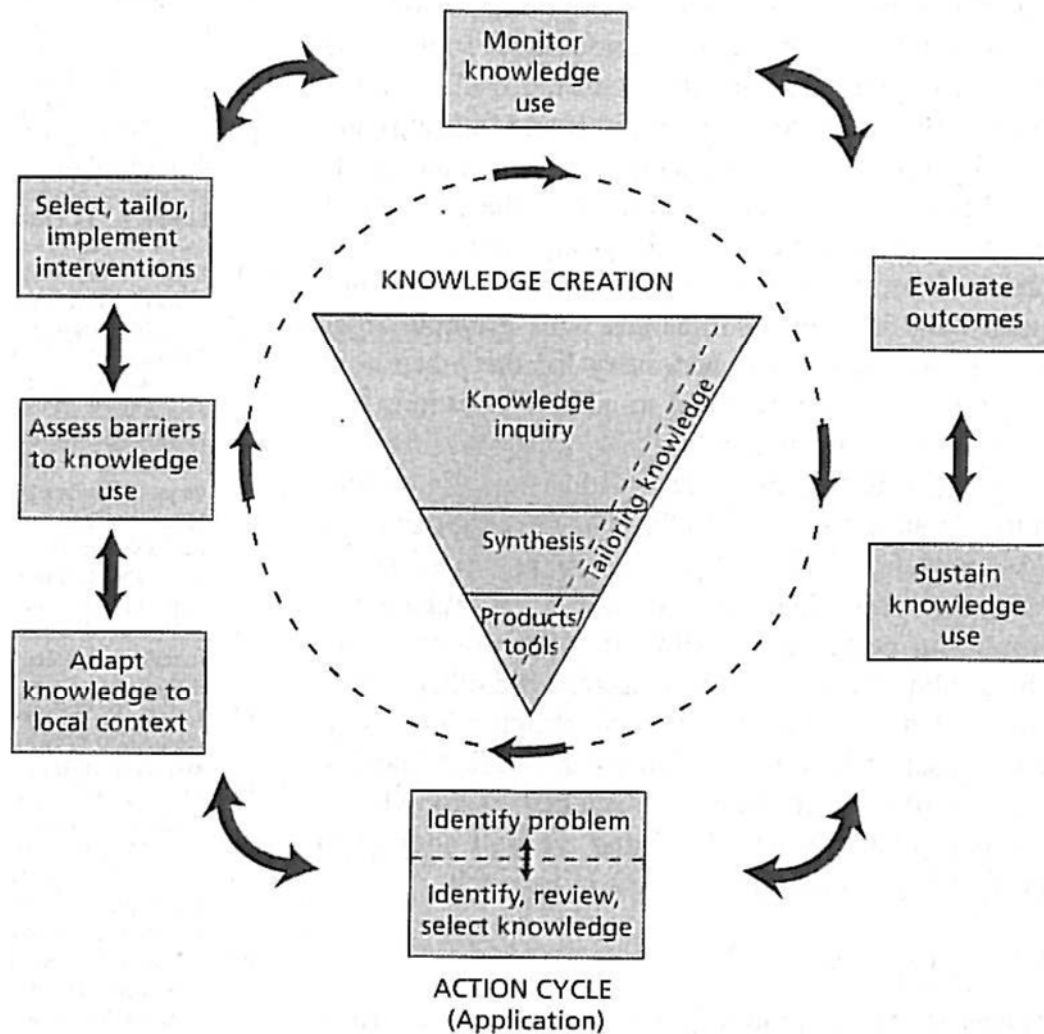 Monitor
knowledge
use
Select, tailor,
implement
interventions
KNOWLEDGE CREATION
Evaluate
outcomes
Knowledge
inquiry
Tailoring knowledge
Assess barriers
to knowledge
use
Synthesis
Sustain
knowledge
use
Products/
tools
Adapt
knowledge to
local context
Identify problem
Identify, review,
select knowledge
ACTION CYCLE
(Application)